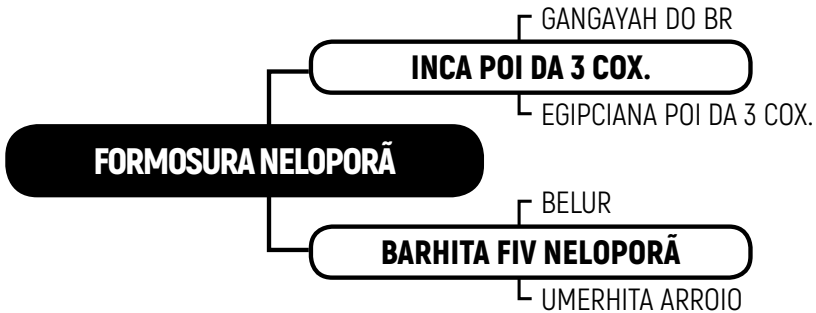 GANGAYAH DO BR
INCA POI DA 3 COX.
EGIPCIANA POI DA 3 COX.
FORMOSURA NELOPORÃ
BELUR
BARHITA FIV NELOPORÃ
UMERHITA ARROIO